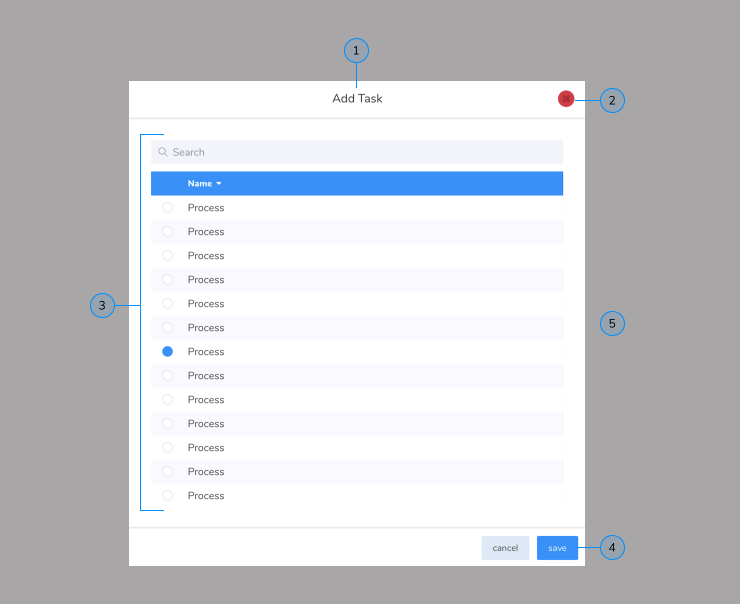 1
Add Task
2
Search
Name
Process
Process
Process
Process
Process
3
Process
5
Process
Process
Process
Process
Process
Process
Process
cancel
save
4